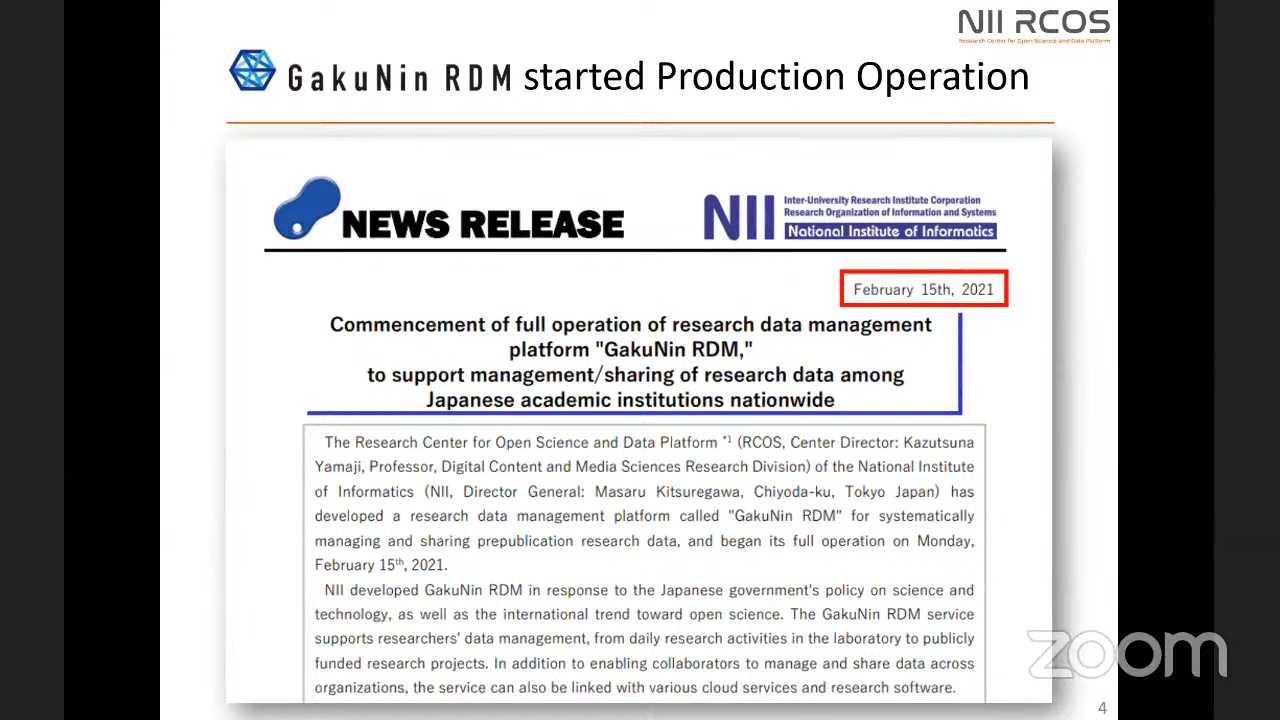 NII RCOS
Research Center for Open Science and Data Platform
GakuNin RDM started Production Operation
NEWS RELEASE
NII
Inter-University Research Institute Corporation
Research Organization of Information and Systems
National Institute of Informatics
February 15th, 2021
Commencement of full operation of research data management
platform "GakuNin RDM,"
to support management/sharing of research data among
Japanese academic institutions nationwide
The Research Center for Open Science and Data Platform *1 (RCOS, Center Director: Kazutsuna
Yamaji, Professor, Digital Content and Media Sciences Research Division) of the National Institute
of Informatics (NII, Director General: Masaru Kitsuregawa, Chiyoda-ku, Tokyo Japan) has
developed a research data management platform called "GakuNin RDM" for systematically
managing and sharing prepublication research data, and began its full operation on Monday,
February 15th, 2021.
NII developed GakuNin RDM in response to the Japanese government's policy on science and
technology, as well as the international trend toward open science. The GakuNin RDM service
supports researchers' data management, from daily research activities in the laboratory to publicly
funded research projects. In addition to enabling collaborators to manage and share data across
organizations, the service can also be linked with various cloud services and research software.
zoom
4